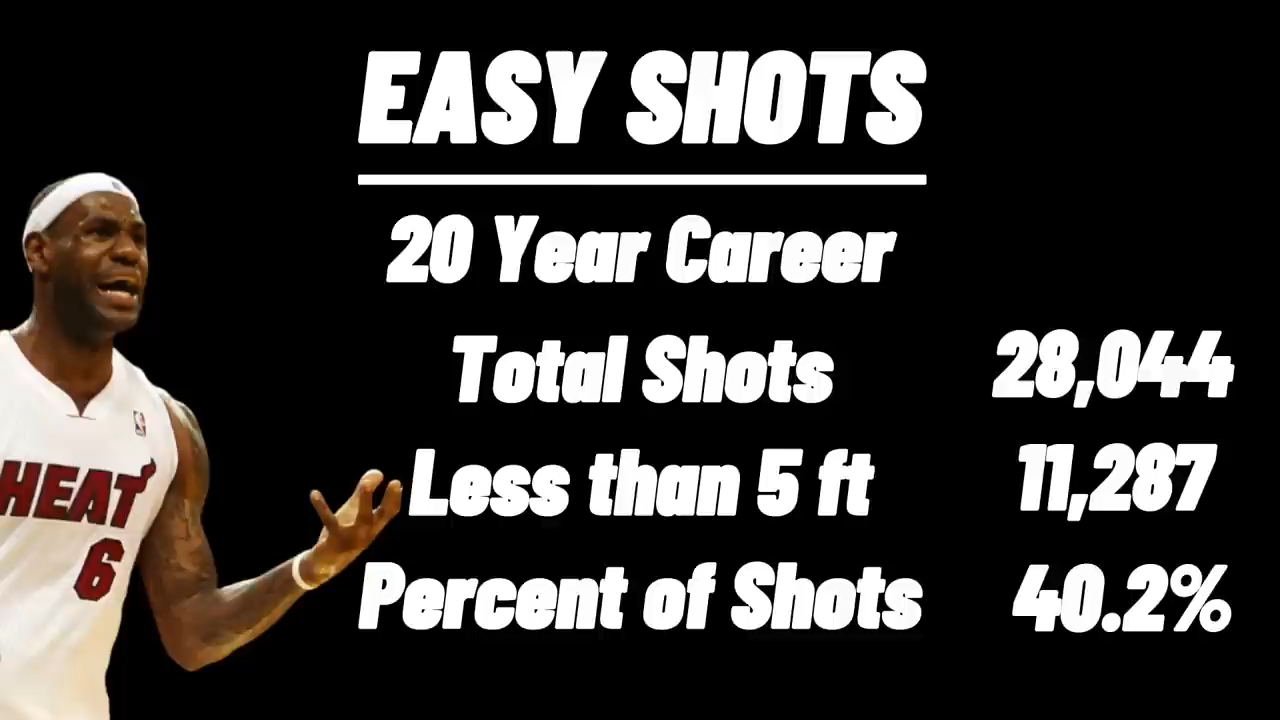 EASY SHOTS
20 Year Career
Total Shots 28,044
Less than 5 ft 11,287
Percent of Shots 40.2%
HEAT
6